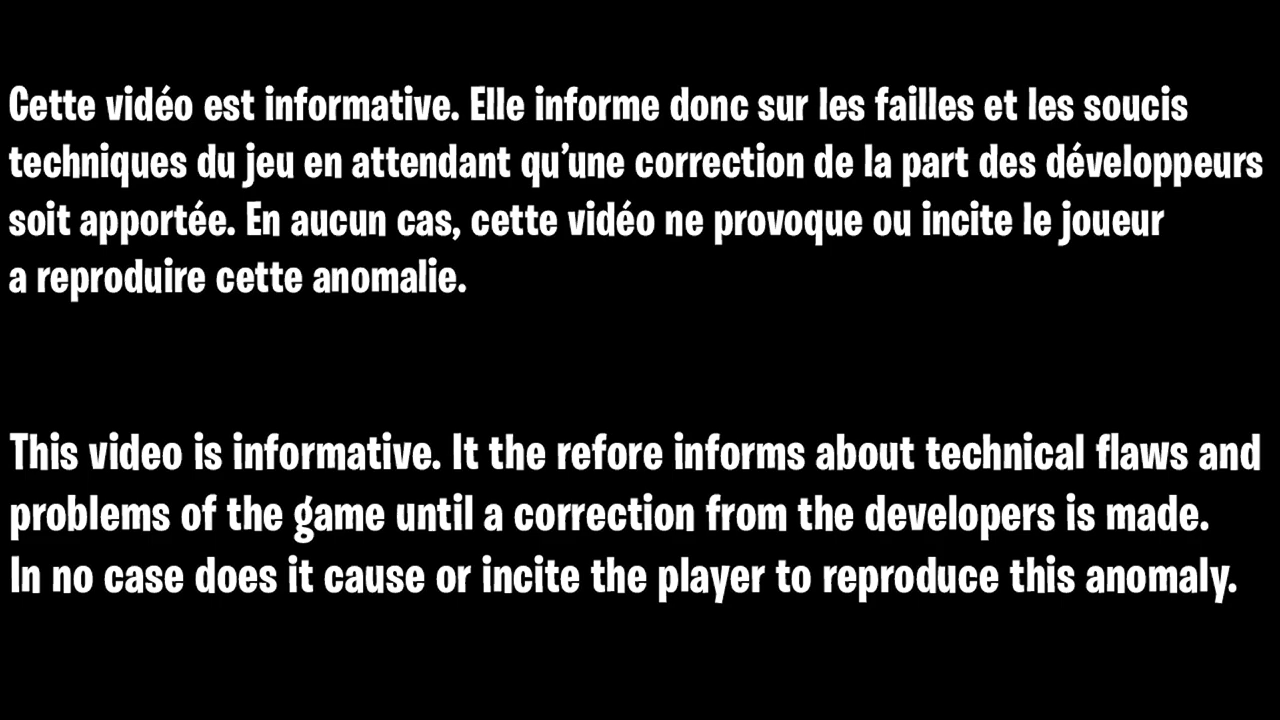 Cette vidéo est informative. Elle informe donc sur les failles et les soucis
techniques du jeu en attendant qu’une correction de la part des développeurs
soit apportée. En aucun cas, cette vidéo ne provoque ou incite le joueur
a reproduire cette anomalie.
This video is informative. It the refore informs about technical flaws and
problems of the game until a correction from the developers is made.
In no case does it cause or incite the player to reproduce this anomaly.